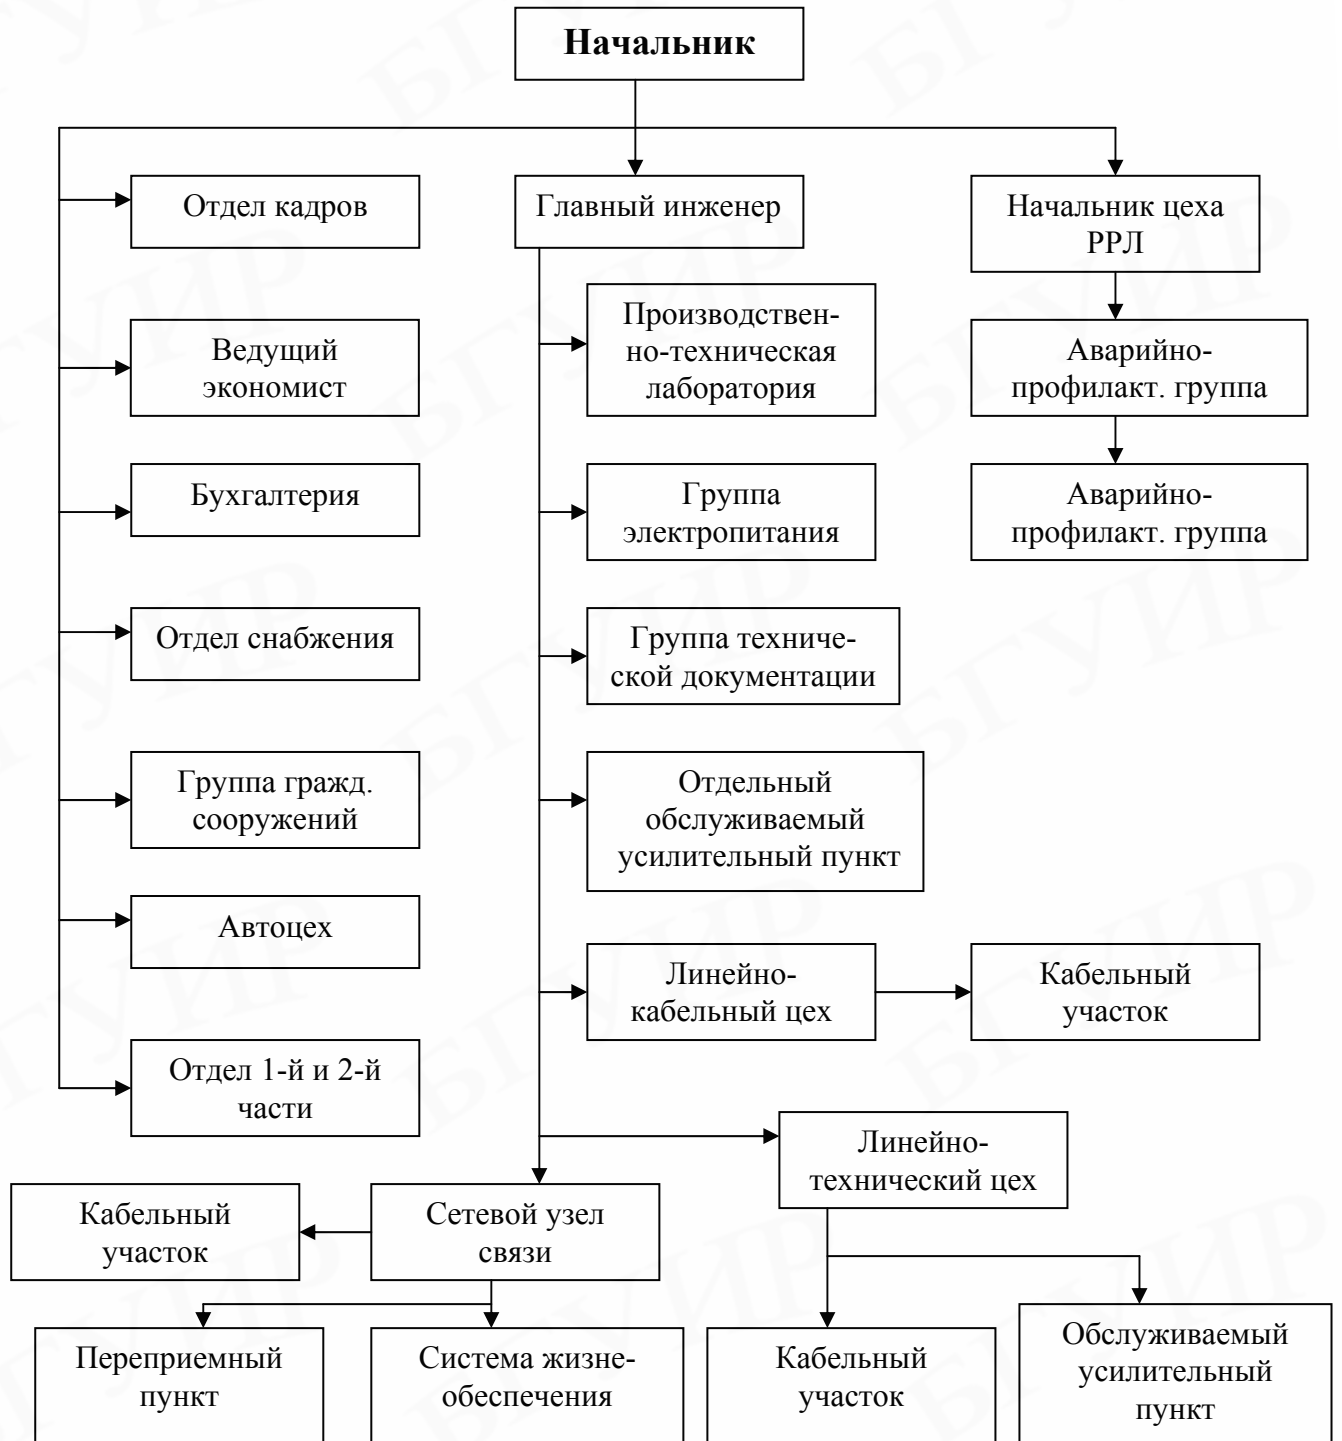 Начальник
Отдел кадров
Главный инженер
Начальник цеха
РРЛ
Производствен-
но-техническая
лаборатория
Ведущий
экономист
Аварийно-
профилакт. группа
Бухгалтерия
Группа
электропитания
Аварийно-
профилакт. группа
Отдел снабжения
Группа техниче-
ской документации
Группа гражд.
сооружений
Отдельный
обслуживаемый
усилительный пункт
Автоцех
Линейно-
кабельный цех
Кабельный
участок
Отдел 1-й и 2-й
части
Линейно-
технический цех
Кабельный
участок
Сетевой узел
связи
Переприемный
пункт
Система жизне-
обеспечения
Кабельный
участок
Обслуживаемый
усилительный
пункт
БГУИР